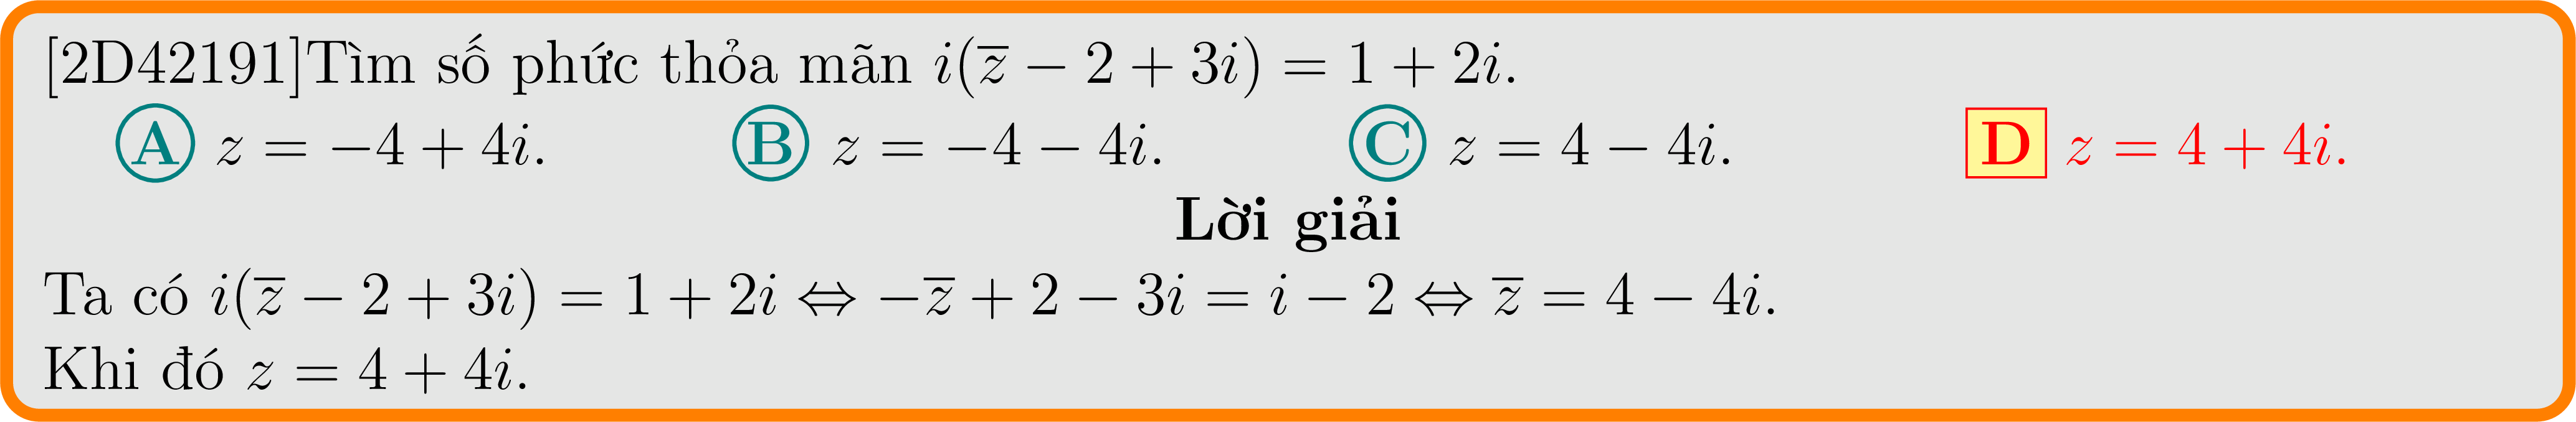 [2D42191]Tìm số phức thỏa mãn $i(\overline{z} - 2 + 3i) = 1 + 2i$.
A $z = -4 + 4i$. B $z = -4 - 4i$. C $z = 4 - 4i$. D $z = 4 + 4i$.
Lời giải
Ta có $i(\overline{z} - 2 + 3i) = 1 + 2i \Leftrightarrow -\overline{z} + 2 - 3i = i - 2 \Leftrightarrow \overline{z} = 4 - 4i$.
Khi đó $z = 4 + 4i$.